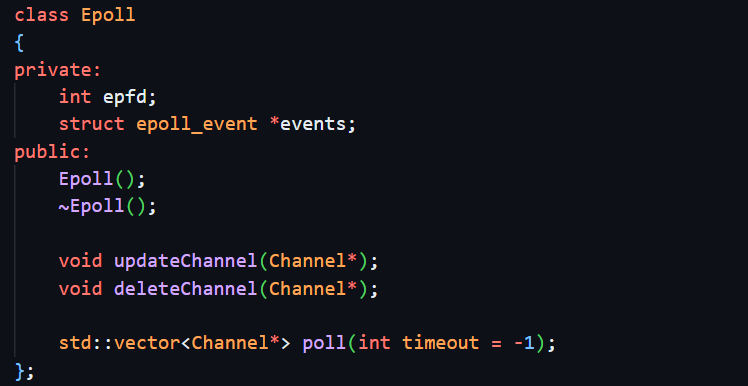 class Epoll
{
private:
    int epfd;
    struct epoll_event *events;
public:
    Epoll();
    ~Epoll();

    void updateChannel(Channel*);
    void deleteChannel(Channel*);

    std::vector<Channel*> poll(int timeout = -1);
};